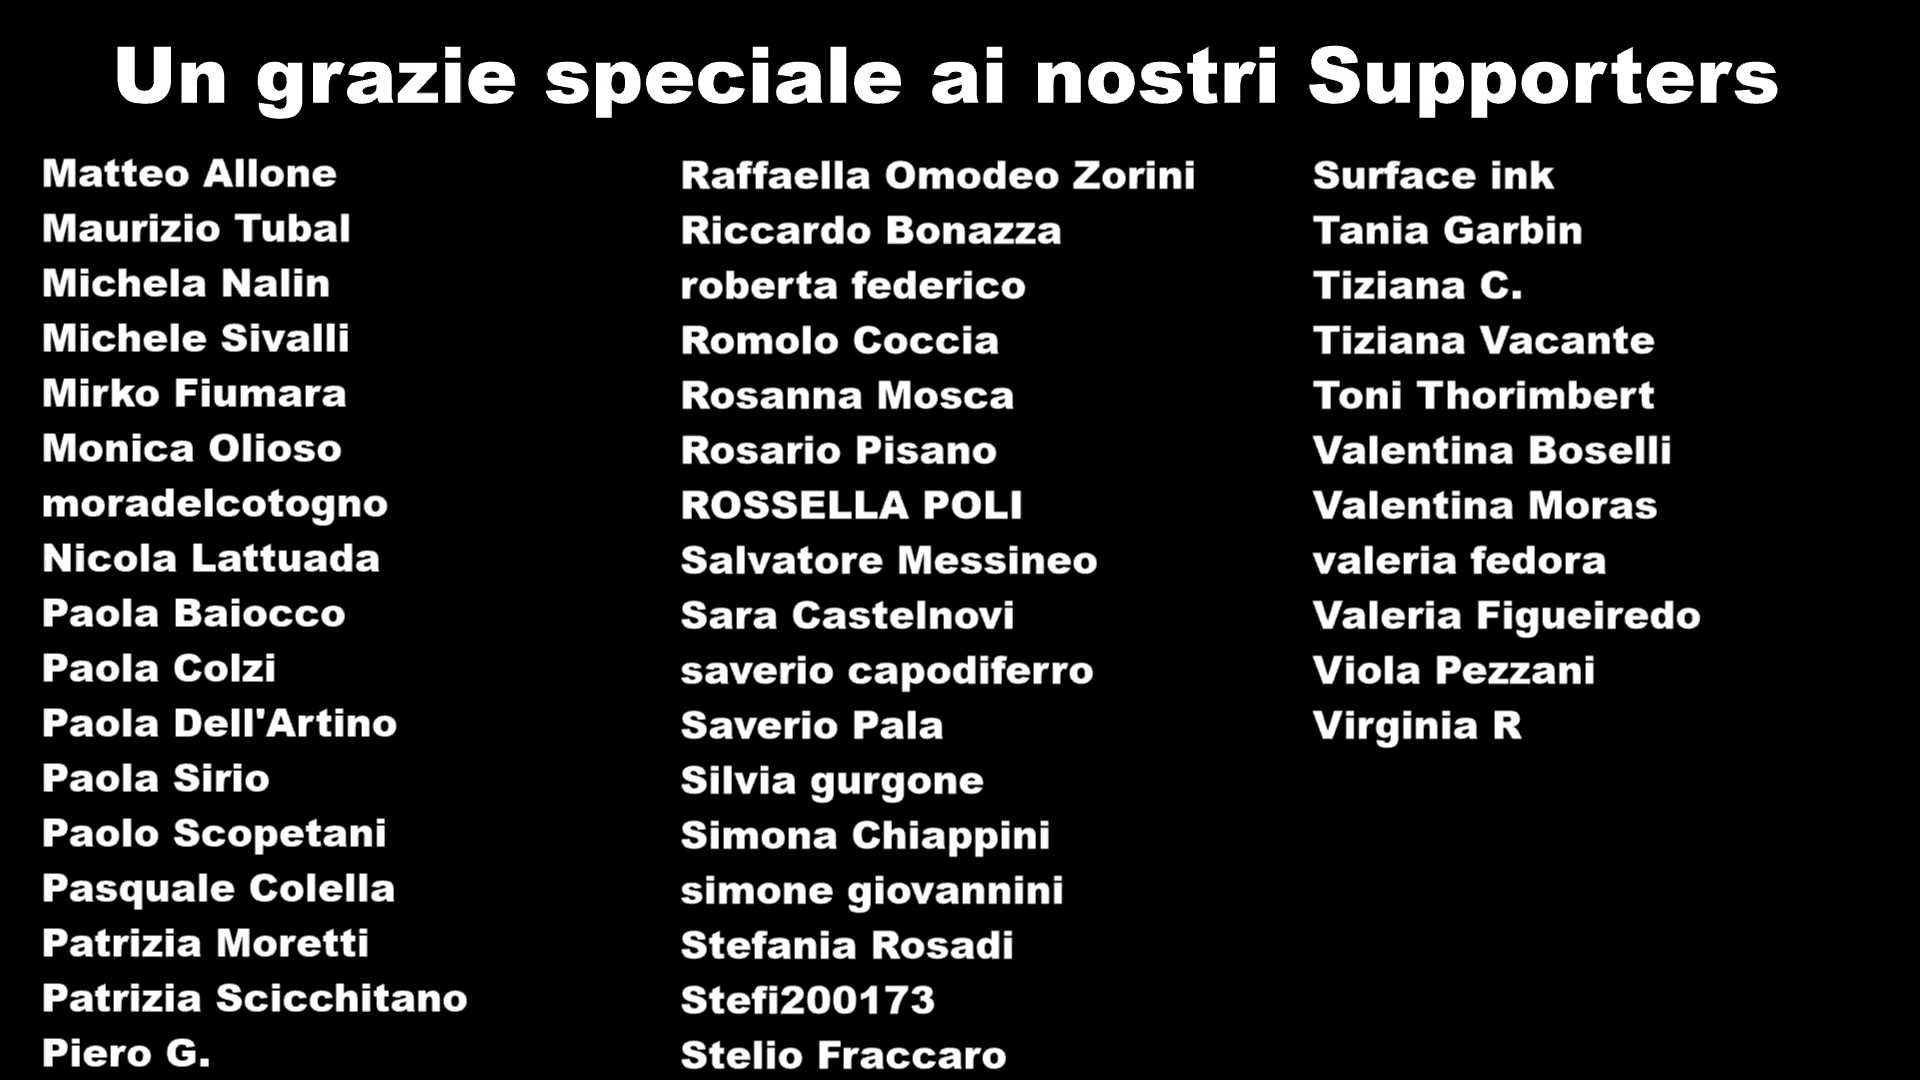 Un grazie speciale ai nostri Supporters
Matteo Allone
Maurizio Tubal
Michela Nalin
Michele Sivalli
Mirko Fiumara
Monica Olioso
moradelcotogno
Nicola Lattuada
Paola Baiocco
Paola Colzi
Paola Dell'Artino
Paola Sirio
Paolo Scopetani
Pasquale Colella
Patrizia Moretti
Patrizia Scicchitano
Piero G.
Raffaella Omodeo Zorini
Riccardo Bonazza
roberta federico
Romolo Coccia
Rosanna Mosca
Rosario Pisano
ROSSELLA POLI
Salvatore Messineo
Sara Castelnovi
saverio capodiferro
Saverio Pala
Silvia gurgone
Simona Chiappini
simone giovannini
Stefania Rosadi
Stefi200173
Stelio Fraccaro
Surface ink
Tania Garbin
Tiziana C.
Tiziana Vacante
Toni Thorimbert
Valentina Boselli
Valentina Moras
valeria fedora
Valeria Figueiredo
Viola Pezzani
Virginia R